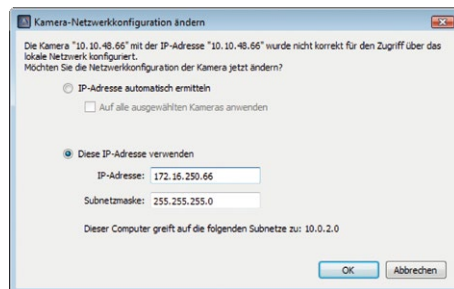 Kamera-Netzwerkkonfiguration ändern
Die Kamera "10.10.48.66" mit der IP-Adresse "10.10.48.66" wurde nicht korrekt für den Zugriff über das
lokale Netzwerk konfiguriert.
Möchten Sie die Netzwerkkonfiguration der Kamera jetzt ändern?
IP-Adresse automatisch ermitteln
Auf alle ausgewählten Kameras anwenden
Diese IP-Adresse verwenden
IP-Adresse: 172.16.250.66
Subnetzmaske: 255.255.255.0
Dieser Computer greift auf die folgenden Subnetze zu: 10.0.2.0
OK Abbrechen